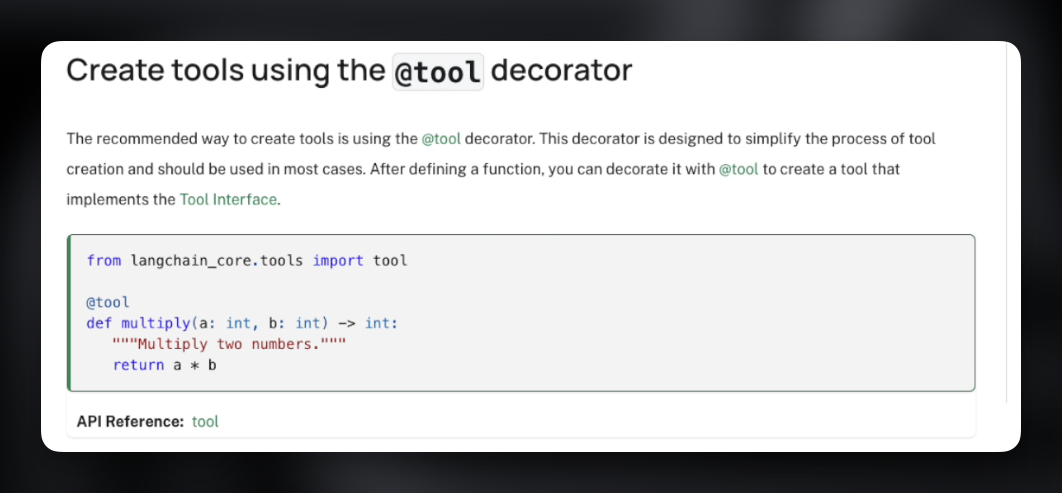 Create tools using the @tool decorator
The recommended way to create tools is using the @tool decorator. This decorator is designed to simplify the process of tool
creation and should be used in most cases. After defining a function, you can decorate it with @tool to create a tool that
implements the Tool Interface.
from langchain_core.tools import tool
@tool
def multiply(a: int, b: int) -> int:
   """Multiply two numbers."""
   return a * b
API Reference: tool